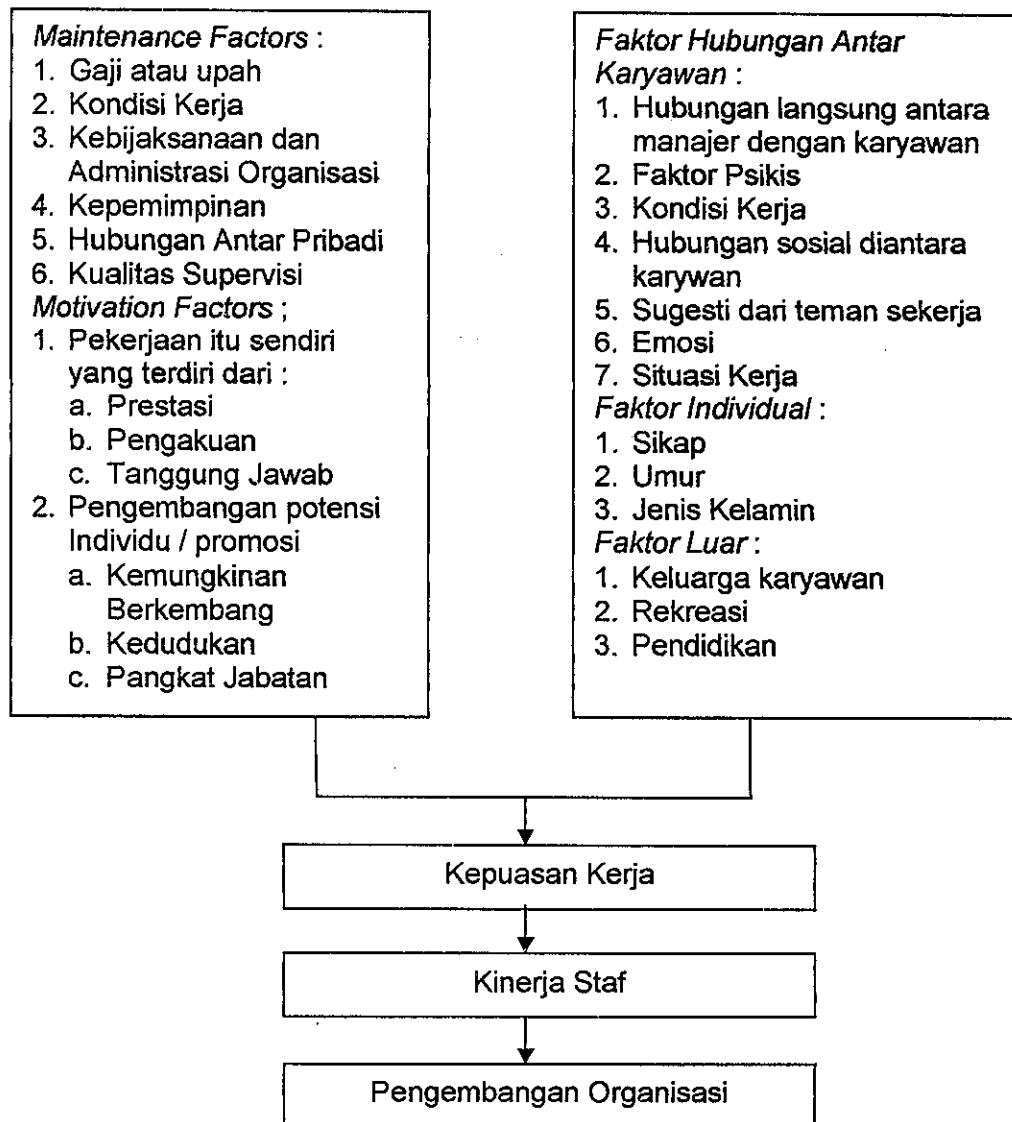 Maintenance Factors :
1. Gaji atau upah
2. Kondisi Kerja
3. Kebijaksanaan dan
Administrasi Organisasi
4. Kepemimpinan
5. Hubungan Antar Pribadi
6. Kualitas Supervisi
Motivation Factors ;
1. Pekerjaan itu sendiri
yang terdiri dari :
a. Prestasi
b. Pengakuan
c. Tanggung Jawab
2. Pengembangan potensi
Individu / promosi
a. Kemungkinan
Berkembang
b. Kedudukan
c. Pangkat Jabatan
Faktor Hubungan Antar
Karyawan :
1. Hubungan langsung antara
manajer dengan karyawan
2. Faktor Psikis
3. Kondisi Kerja
4. Hubungan sosial diantara
karywan
5. Sugesti dari teman sekerja
6. Emosi
7. Situasi Kerja
Faktor Individual :
1. Sikap
2. Umur
3. Jenis Kelamin
Faktor Luar :
1. Keluarga karyawan
2. Rekreasi
3. Pendidikan
Kepuasan Kerja
Kinerja Staf
Pengembangan Organisasi